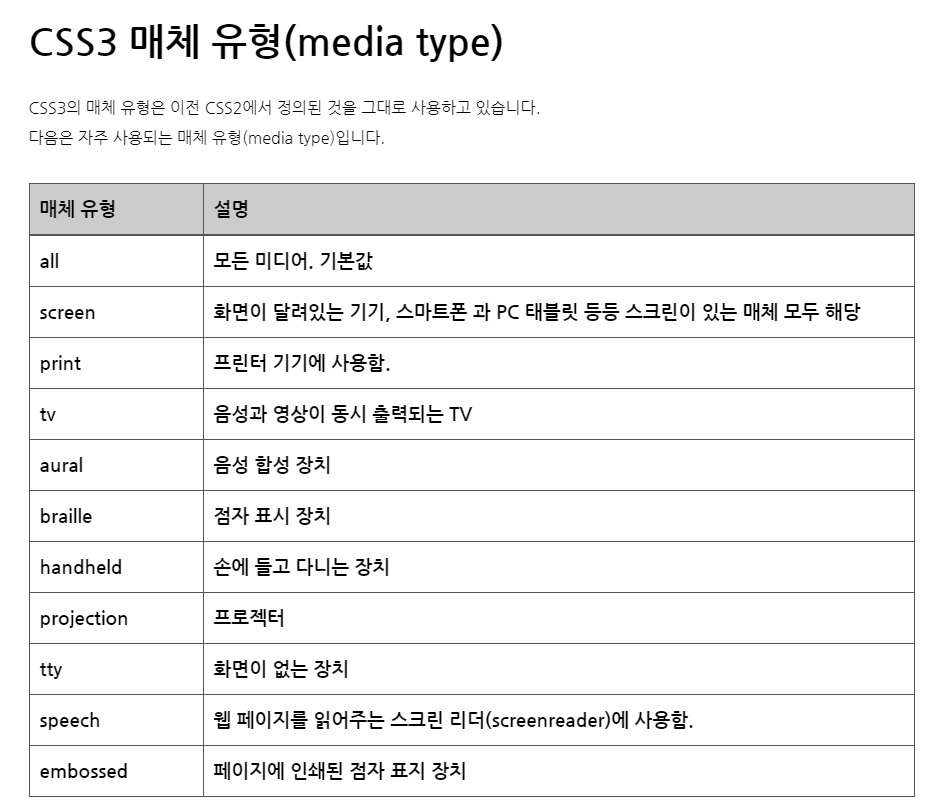 CSS3 매체 유형(media type)
CSS3의 매체 유형은 이전 CSS2에서 정의된 것을 그대로 사용하고 있습니다.
다음은 자주 사용되는 매체 유형(media type)입니다.
매체 유형 설명
all 모든 미디어. 기본값
screen 화면이 달려있는 기기, 스마트폰 과 PC 태블릿 등등 스크린이 있는 매체 모두 해당
print 프린터 기기에 사용함.
tv 음성과 영상이 동시 출력되는 TV
aural 음성 합성 장치
braille 점자 표시 장치
handheld 손에 들고 다니는 장치
projection 프로젝터
tty 화면이 없는 장치
speech 웹 페이지를 읽어주는 스크린 리더(screenreader)에 사용함.
embossed 페이지에 인쇄된 점자 표지 장치